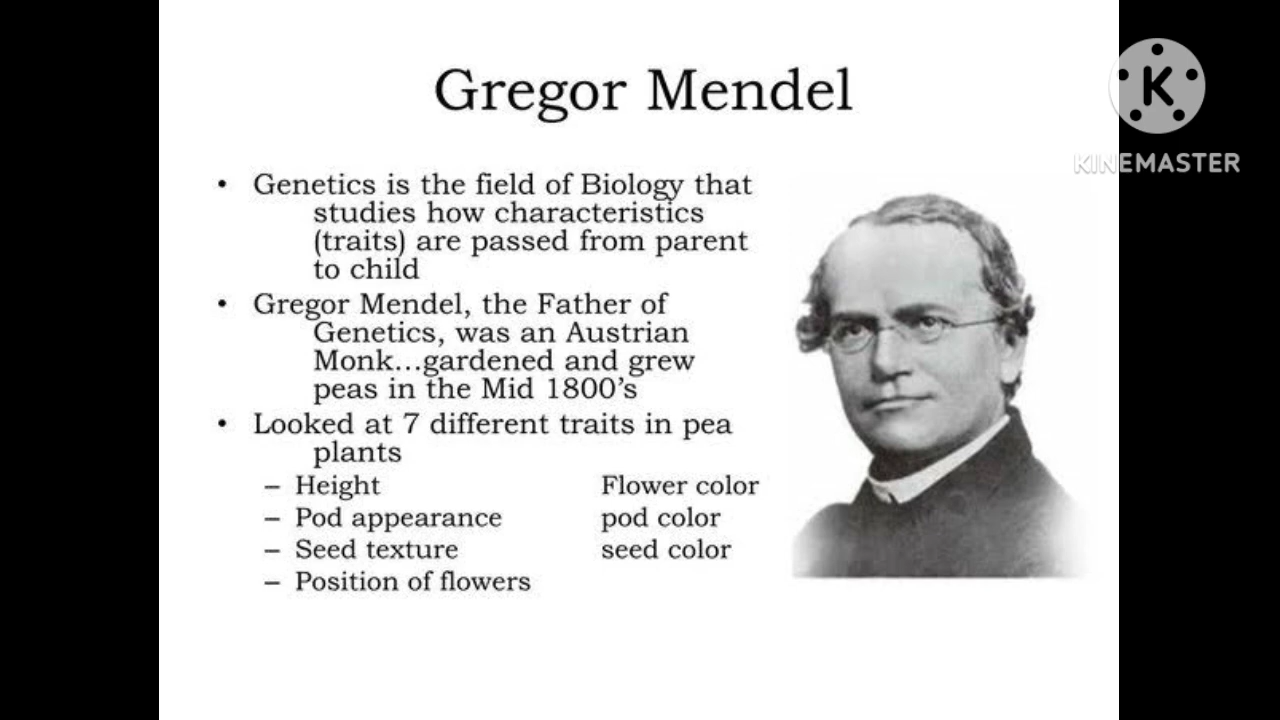 Gregor Mendel
K
KINEMASTER
• Genetics is the field of Biology that
studies how characteristics
(traits) are passed from parent
to child
• Gregor Mendel, the Father of
Genetics, was an Austrian
Monk...gardened and grew
peas in the Mid 1800's
• Looked at 7 different traits in pea
plants
– Height Flower color
– Pod appearance pod color
– Seed texture seed color
– Position of flowers